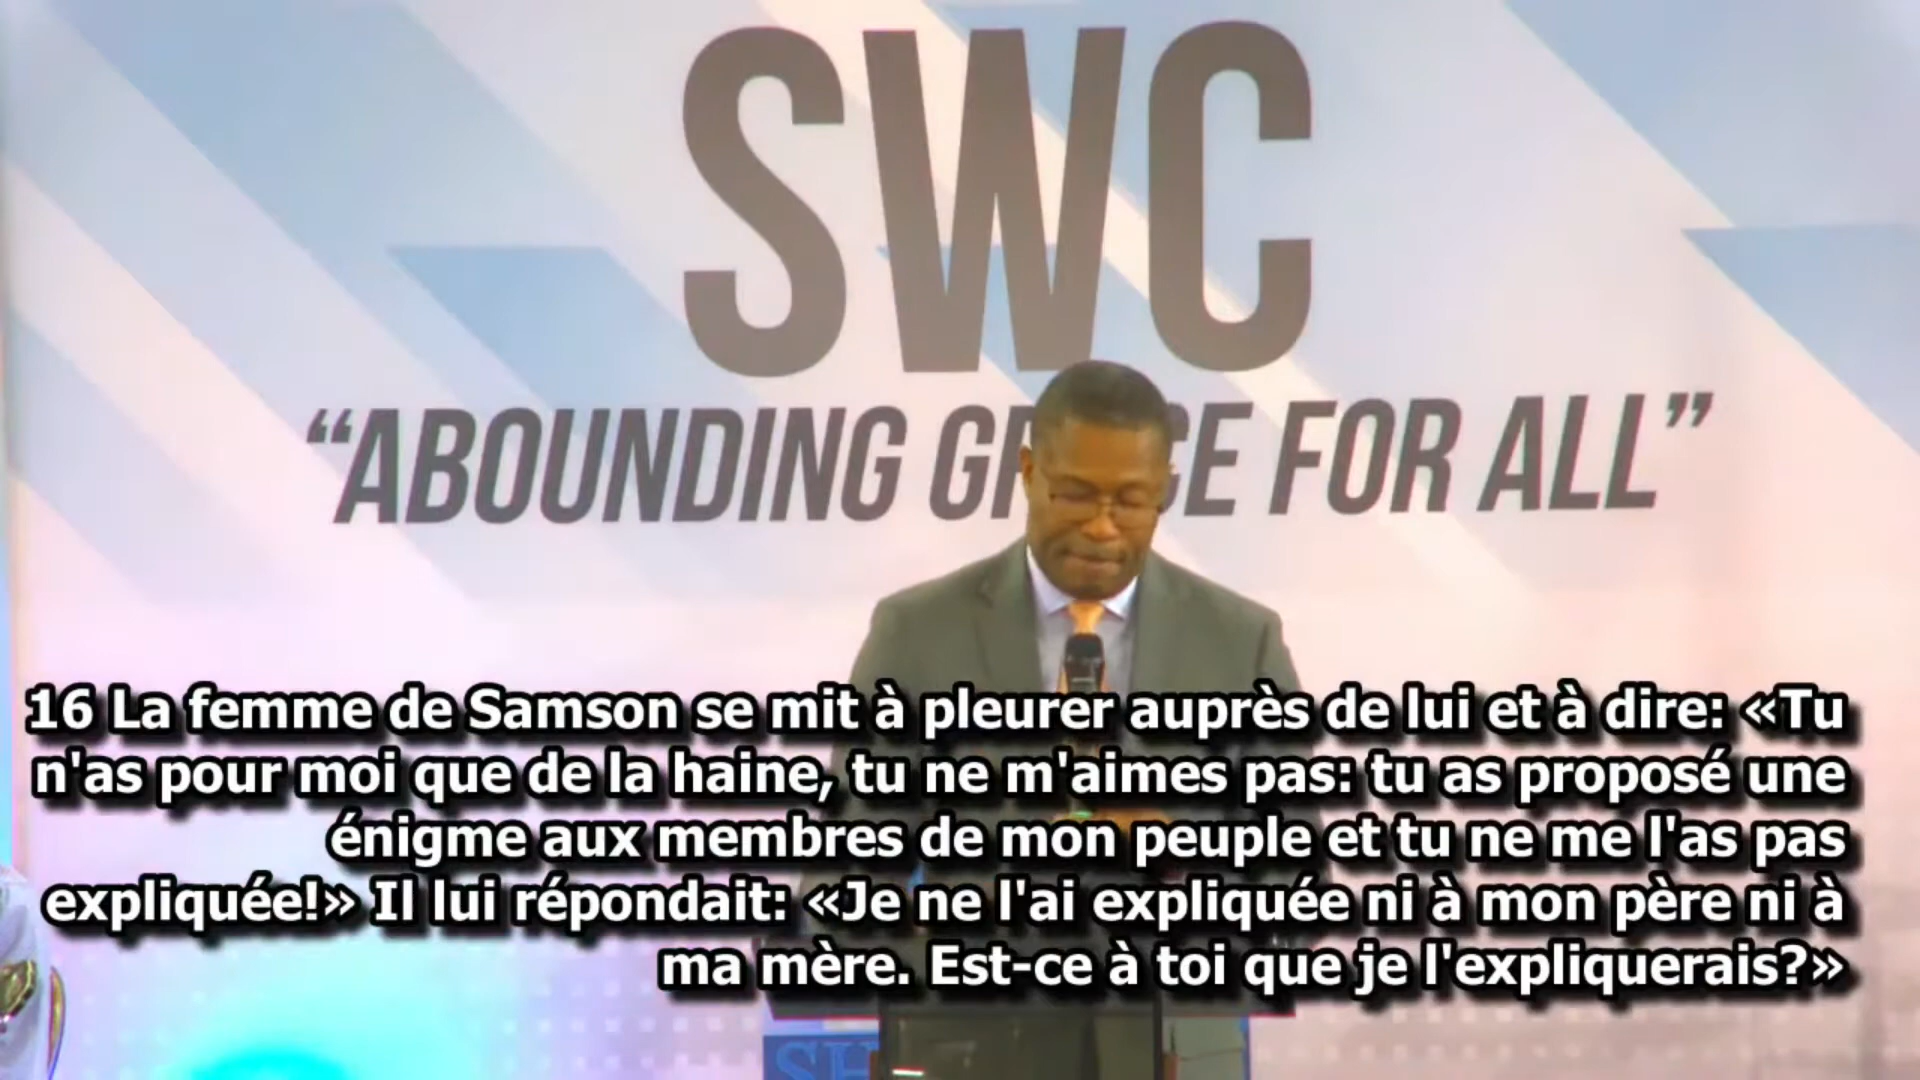 SWC
“ABOUNDING FOR ALL”
16 La femme de Samson se mit à pleurer auprès de lui et à dire: «Tu
n'as pour moi que de la haine, tu ne m'aimes pas: tu as proposé une
énigme aux membres de mon peuple et tu ne me l'as pas
expliquée!» Il lui répondait: «Je ne l'ai expliquée ni à mon père ni à
ma mère. Est-ce à toi que je l'expliquerais?»